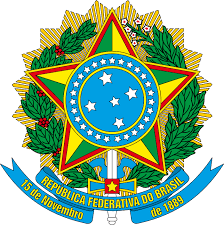 REPÚBLICA FEDERATIVA DO BRASIL
15 de Novembro
de 1889